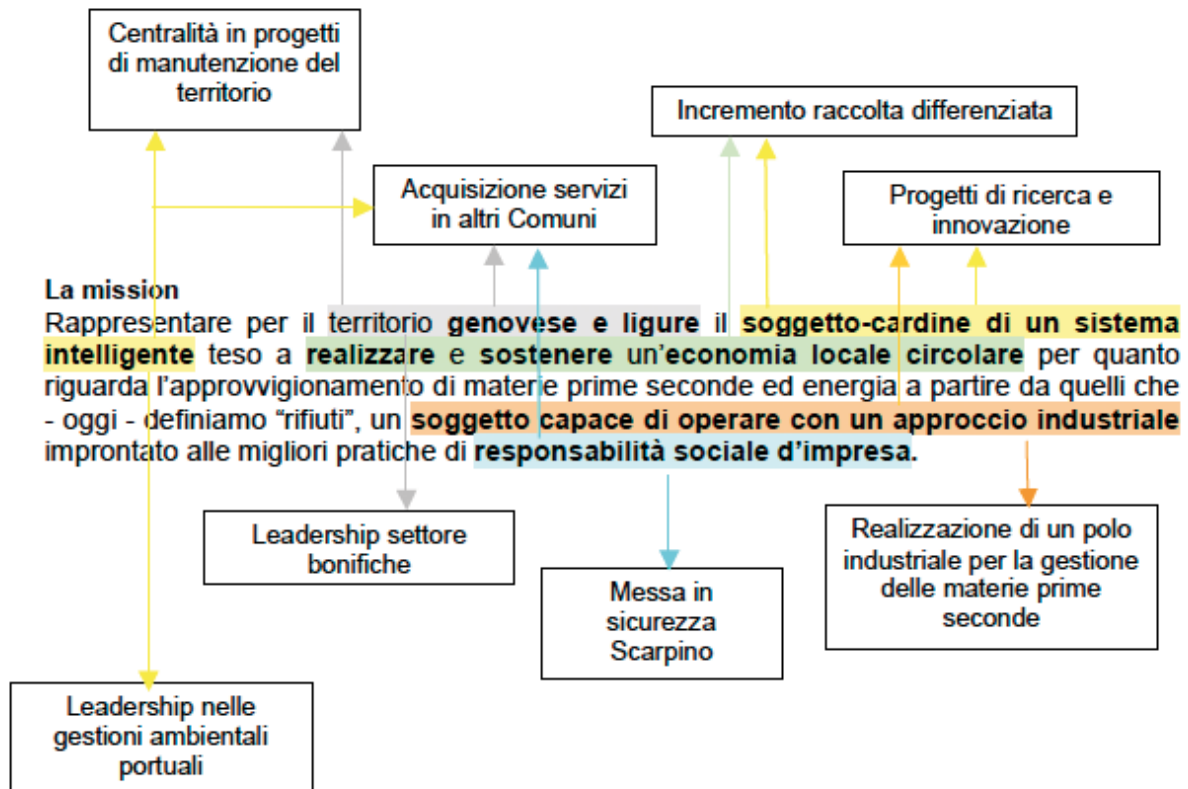 Centralità in progetti
di manutenzione del
territorio
Incremento raccolta differenziata
Acquisizione servizi
in altri Comuni
Progetti di ricerca e
innovazione
La mission
Rappresentare per il territorio genovese e ligure il soggetto-cardine di un sistema
intelligente teso a realizzare e sostenere un'economia locale circolare per quanto
riguarda l'approvvigionamento di materie prime seconde ed energia a partire da quelli che
- oggi - definiamo “rifiuti”, un soggetto capace di operare con un approccio industriale
improntato alle migliori pratiche di responsabilità sociale d’impresa.
Leadership settore
bonifiche
Messa in
sicurezza
Scarpino
Realizzazione di un polo
industriale per la gestione
delle materie prime
seconde
Leadership nelle
gestioni ambientali
portuali